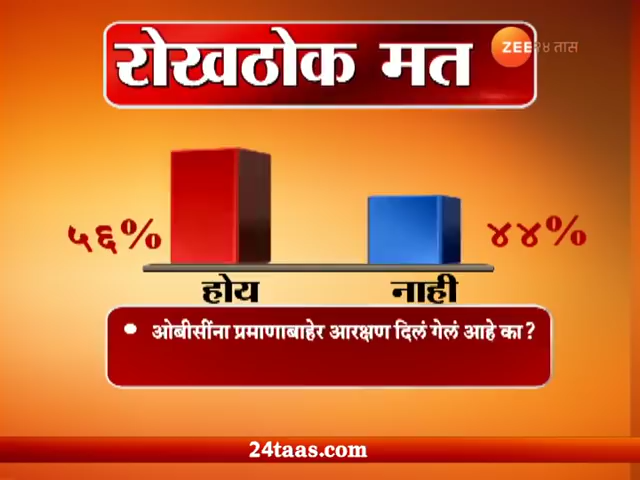 रोखठोक मत
ZEE २४ तास
५६%
४४%
होय
नाही
ओबीसींना प्रमाणाबाहेर आरक्षण दिलं गेलं आहे का?
24taas.com